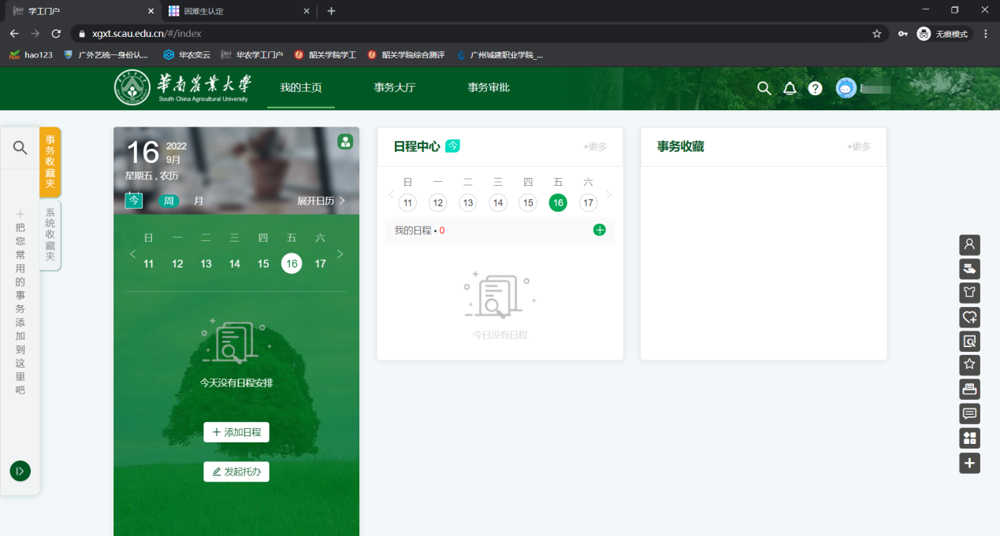 学工门户
困难生认定
xgxt.scau.edu.cn/#/index
无痕模式
hao123
广外艺统一身份认...
华农奕云
华农学工门户
韶关学院学工
韶关学院综合测评
广州城建职业学院_...
華南農業大學
South China Agricultural University
我的主页
事务大厅
事务审批
事务收藏夹
系统收藏夹
+把您常用的事务添加到这里吧
16
2022
9月
星期五 , 农历
今
周
月
展开日历
日 一 二 三 四 五 六
11 12 13 14 15 16 17
今天没有日程安排
+ 添加日程
发起托办
日程中心 今
+更多
日 一 二 三 四 五 六
11 12 13 14 15 16 17
我的日程 • 0
今日没有日程
事务收藏
+更多